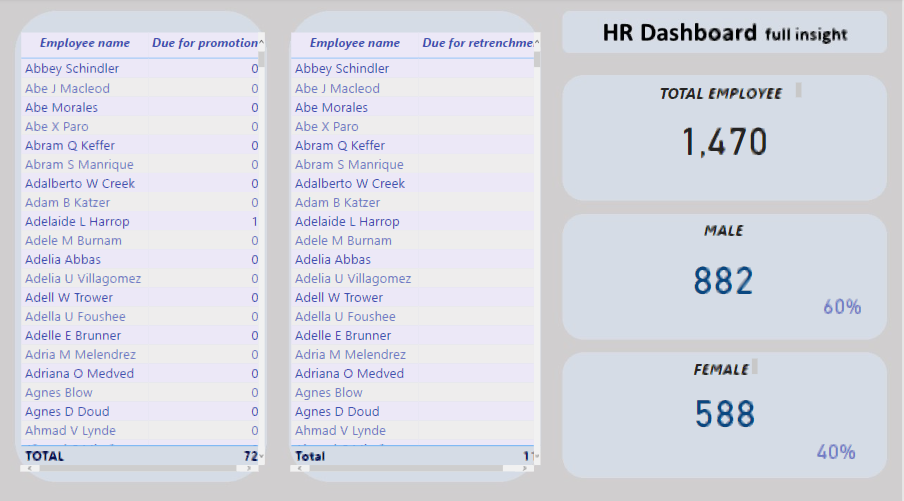 Employee name Due for promotion
Abbey Schindler 0
Abe J Macleod 0
Abe Morales 0
Abe X Paro 0
Abram Q Keffer 0
Abram S Manrique 0
Adalberto W Creek 0
Adam B Katzer 0
Adelaide L Harrop 1
Adele M Burnam 0
Adelia Abbas 0
Adelia U Villagomez 0
Adell W Trower 0
Adella U Foushee 0
Adelle E Brunner 0
Adria M Melendrez 0
Adriana O Medved 0
Agnes Blow 0
Agnes D Doud 0
Ahmad V Lynde 0
TOTAL 72
Employee name Due for retrenchme
Abbey Schindler
Abe J Macleod
Abe Morales
Abe X Paro
Abram Q Keffer
Abram S Manrique
Adalberto W Creek
Adam B Katzer
Adelaide L Harrop
Adele M Burnam
Adelia Abbas
Adelia U Villagomez
Adell W Trower
Adella U Foushee
Adelle E Brunner
Adria M Melendrez
Adriana O Medved
Agnes Blow
Agnes D Doud
Ahmad V Lynde
Total
HR Dashboard full insight
TOTAL EMPLOYEE
1,470
MALE
882
60%
FEMALE
588
40%